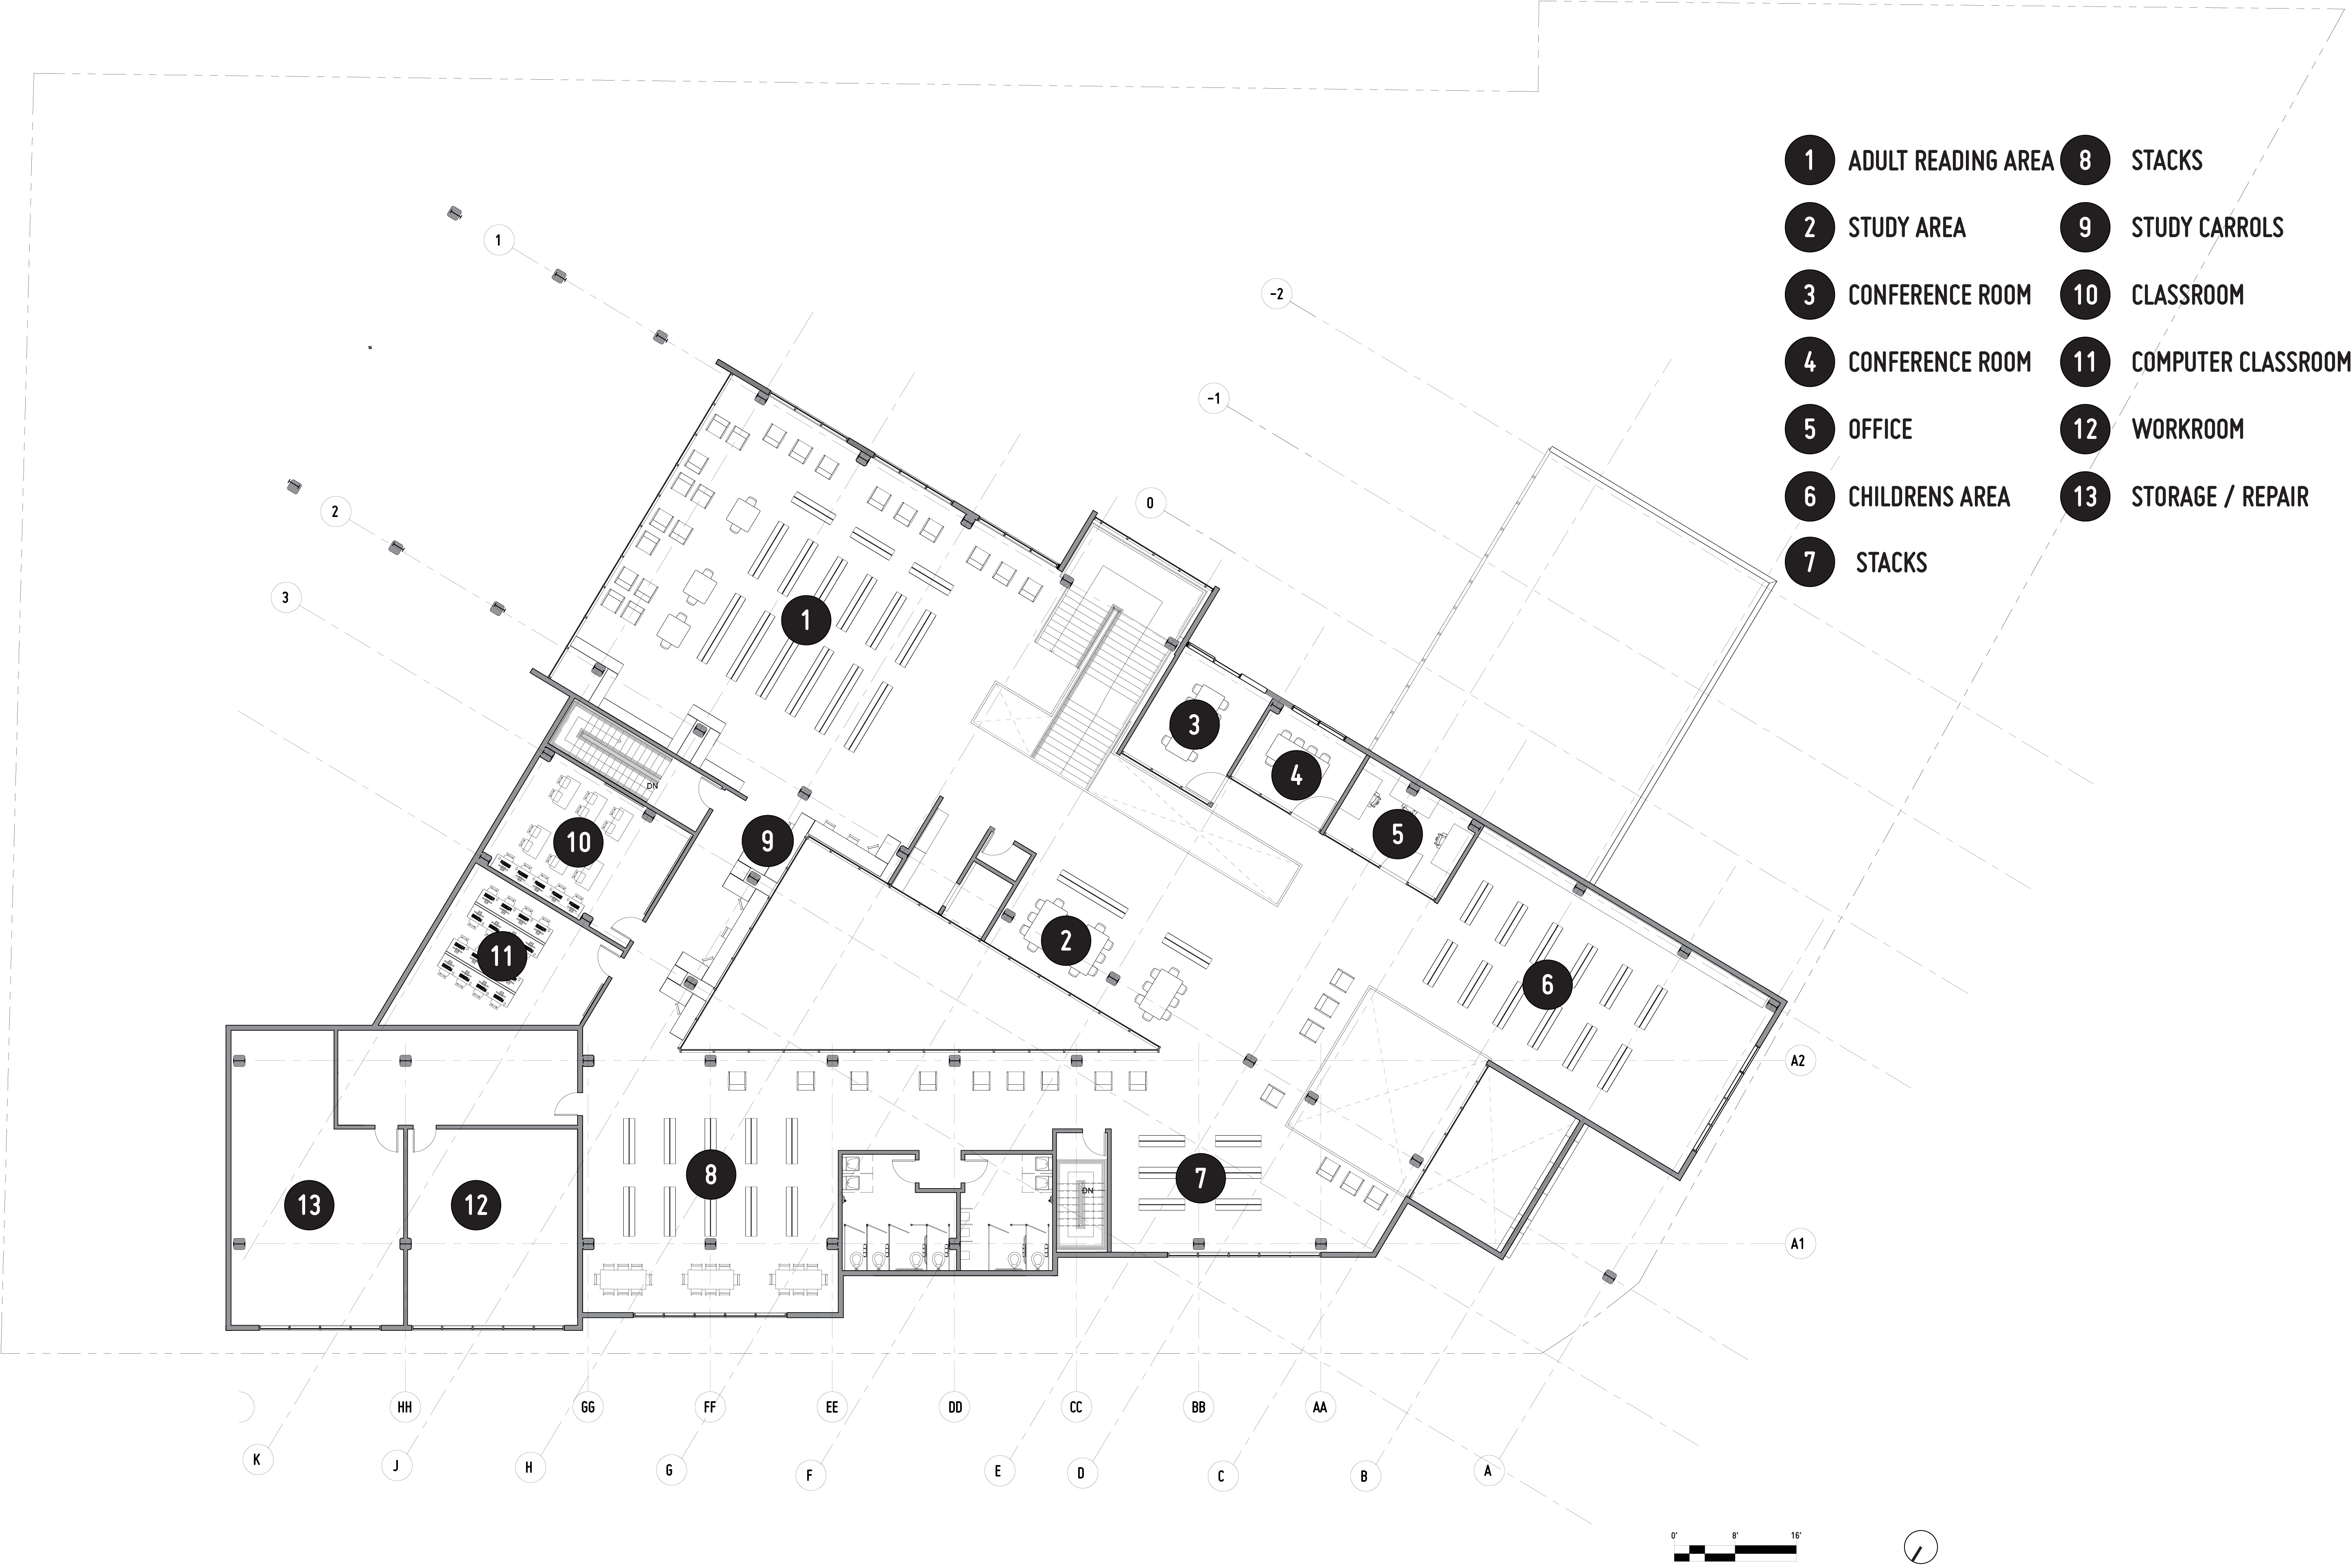 1 ADULT READING AREA
2 STUDY AREA
3 CONFERENCE ROOM
4 CONFERENCE ROOM
5 OFFICE
6 CHILDRENS AREA
7 STACKS
8 STACKS
9 STUDY CARROLS
10 CLASSROOM
11 COMPUTER CLASSROOM
12 WORKROOM
13 STORAGE / REPAIR
1
-2
-1
0
2
3
1
3
4
5
DN
10
9
11
2
6
A2
8
7
DN
13
12
A1
HH
GG
FF
EE
DD
CC
BB
AA
K
J
H
G
F
E
D
C
B
A
0'
8'
16'